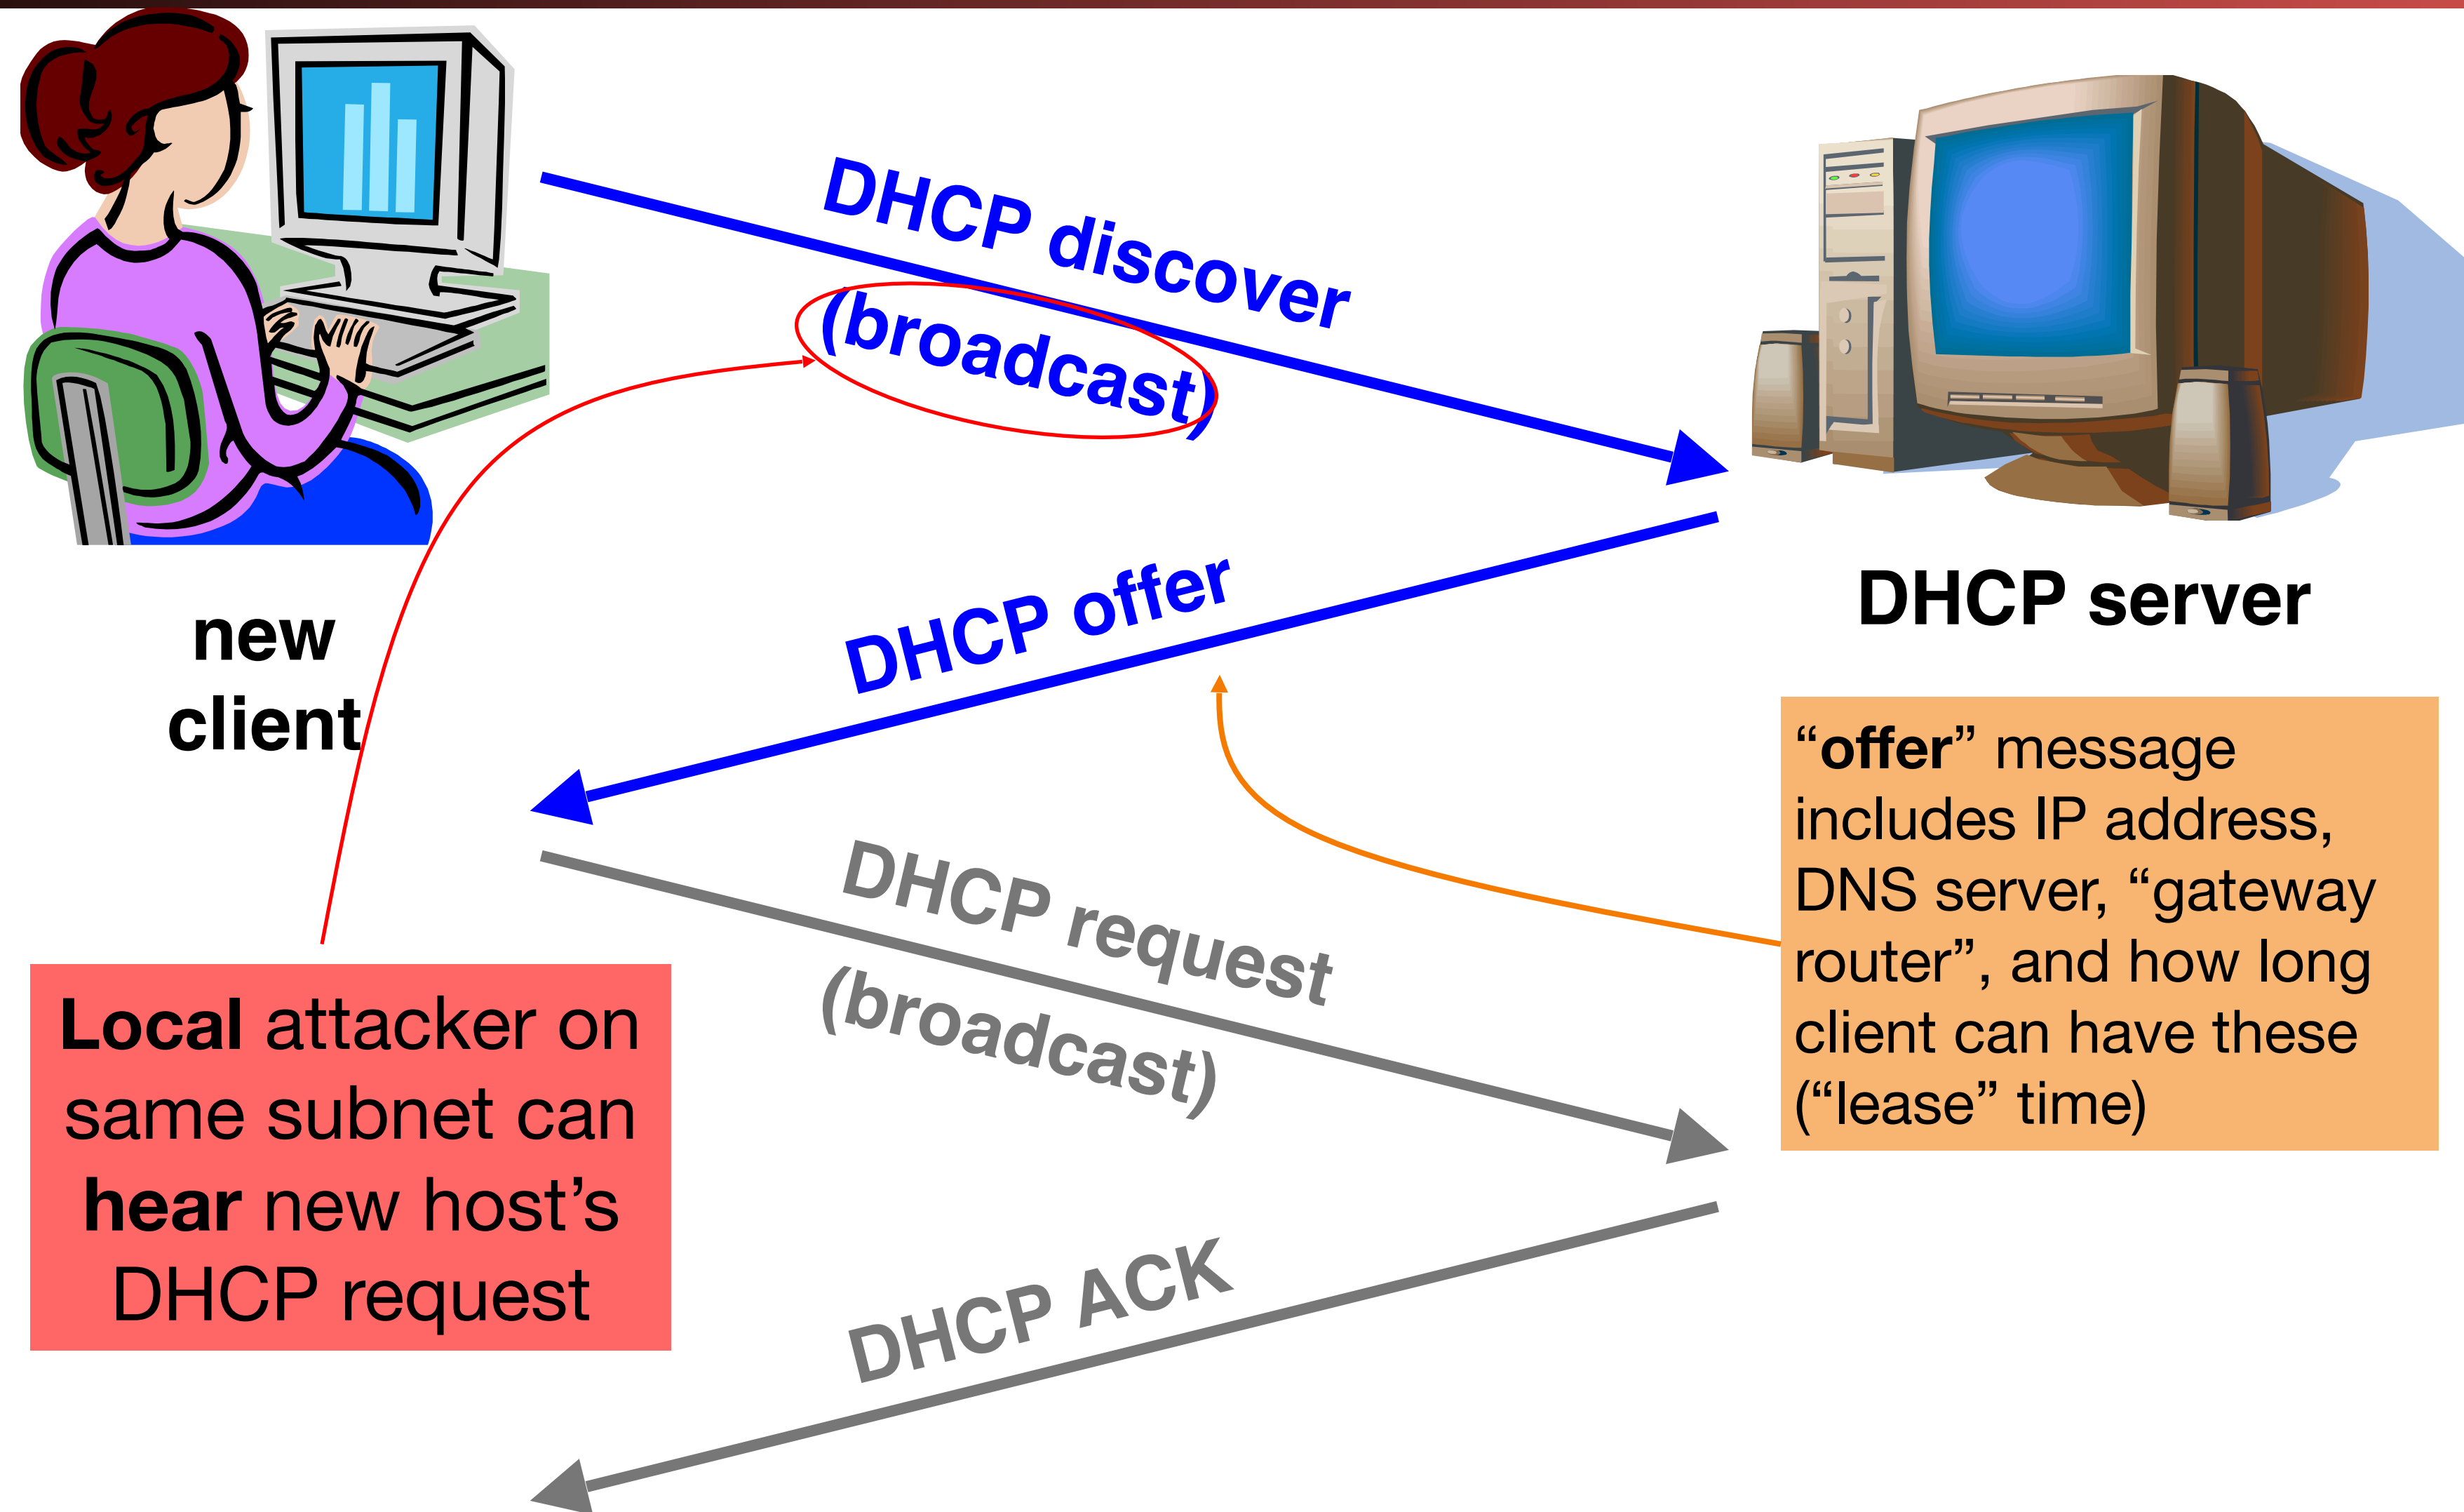 DHCP discover
(broadcast)
DHCP offer
new
client
DHCP server
“offer” message
includes IP address,
DNS server, “gateway
router”, and how long
client can have these
(“lease” time)
DHCP request
(broadcast)
Local attacker on
same subnet can
hear new host’s
DHCP request
DHCP ACK